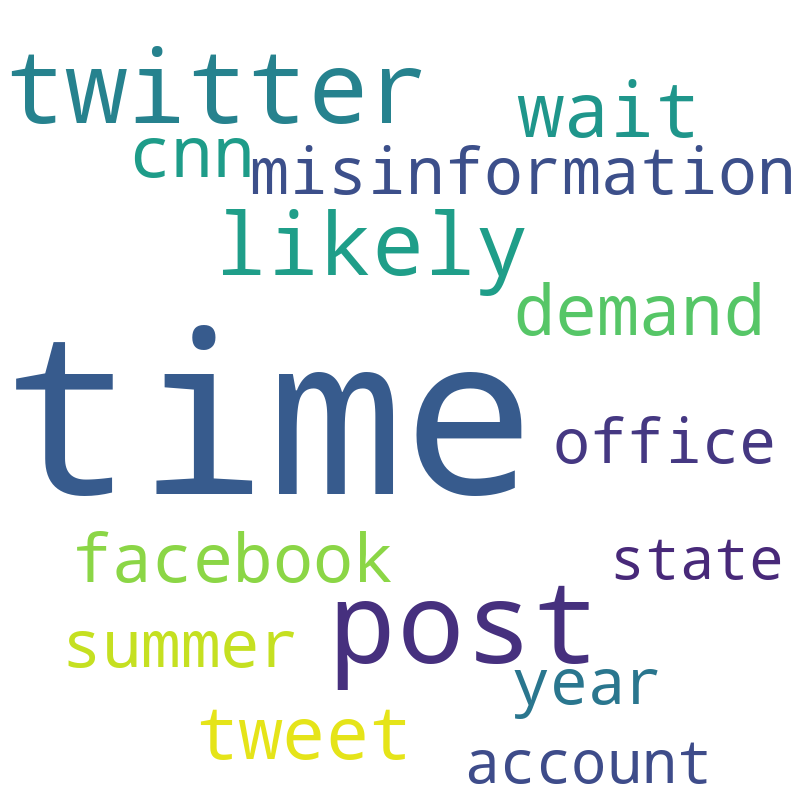 twitter
wait
cnn
misinformation
likely
demand
time
office
facebook
state
post
summer
year
tweet
account